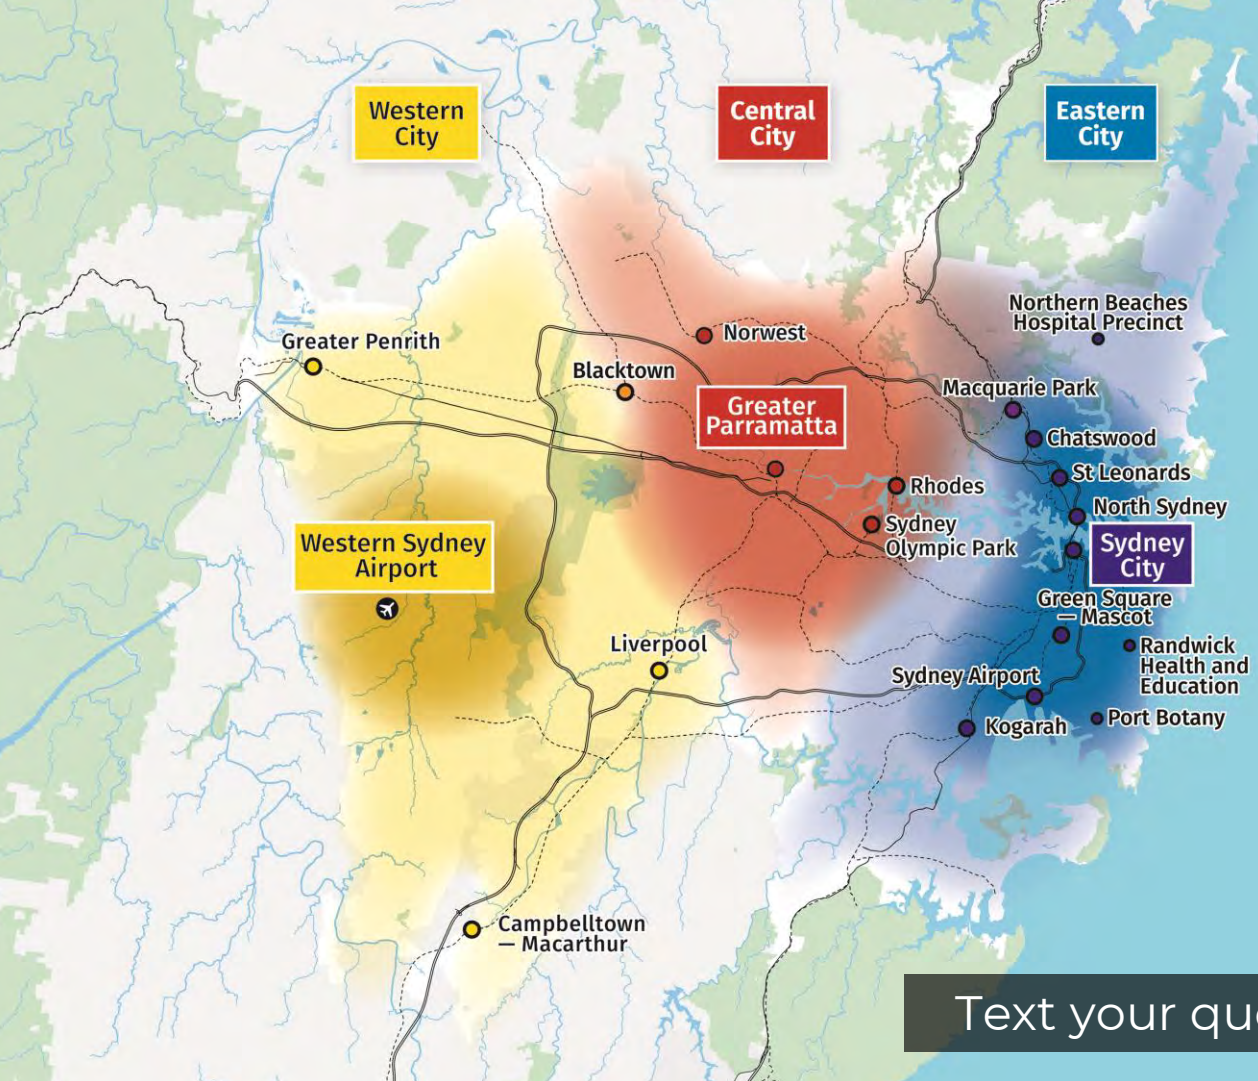 Western
City
Central
City
Eastern
City
Northern Beaches
Hospital Precinct
Greater Penrith
Norwest
Blacktown
Macquarie Park
Greater
Parramatta
Chatswood
St Leonards
Rhodes
North Sydney
Sydney
Olympic Park
Western Sydney
Airport
Sydney
City
Green Square
— Mascot
Liverpool
Randwick
Health and
Education
Sydney Airport
Port Botany
Kogarah
Campbelltown
— Macarthur
Text your qu